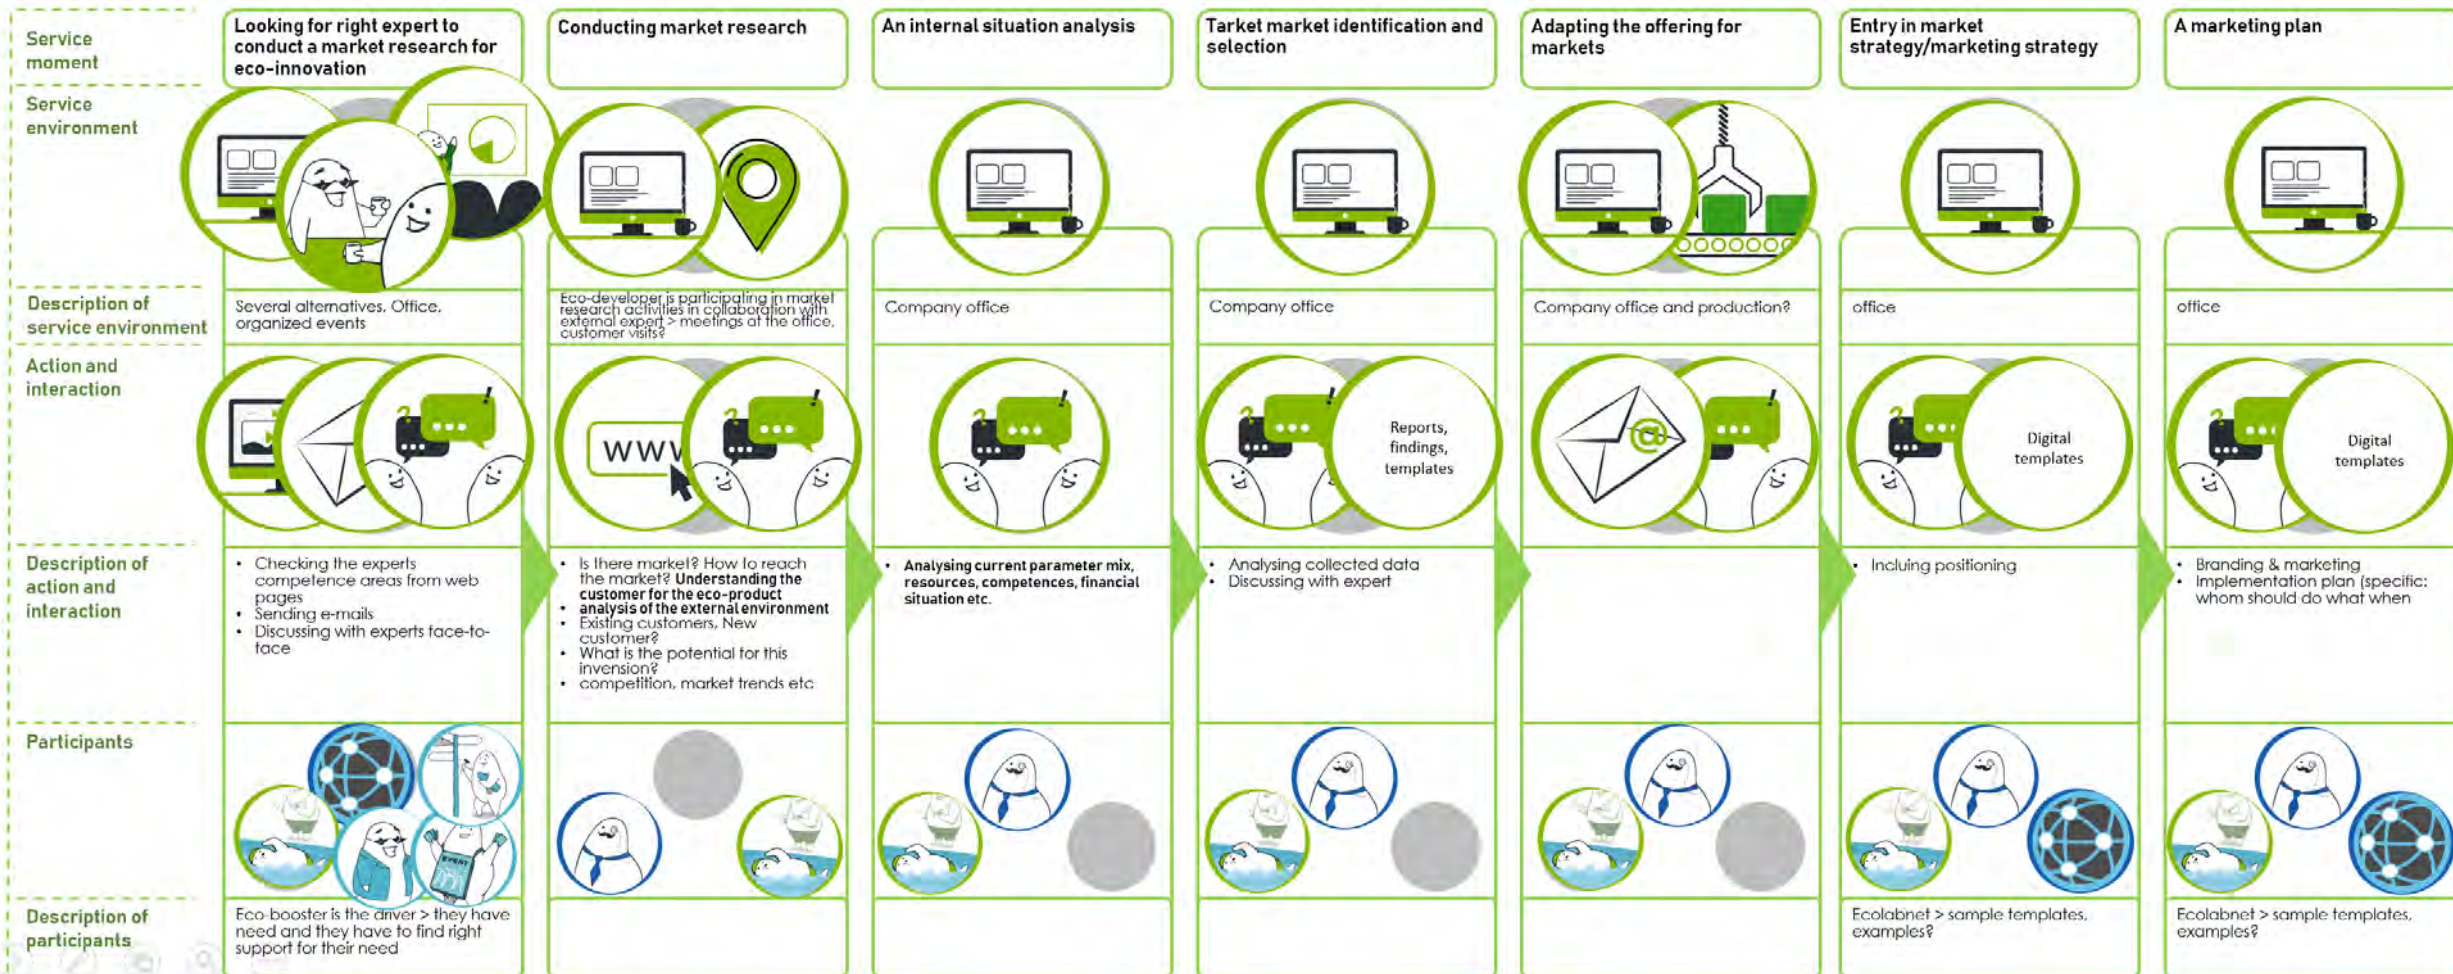 Service
moment
Looking for right expert to
conduct a market research for
eco-innovation
Conducting market research
An internal situation analysis
Tarket market identification and
selection
Adapting the offering for
markets
Entry in market
strategy/marketing strategy
A marketing plan
Service
environment
Description of
service environment
Several alternatives. Office,
organized events
Eco-developer is participating in market
research activities in collaboration with
external expert > meetings at the office,
customer visits?
Company office
Company office
Company office and production?
office
office
Action and
interaction
? !
WWW
? !
? !
? !
Reports,
findings,
templates
@
!
?
Digital
templates
?
Digital
templates
Description of
action and
interaction
• Checking the experts
competence areas from web
pages
• Sending e-mails
• Discussing with experts face-to-
face
• Is there market? How to reach
the market? Understanding the
customer for the eco-product
• analysis of the external environment
• Existing customers, New
customer?
• What is the potential for this
invension?
• competition, market trends etc
• Analysing current parameter mix,
resources, competences, financial
situation etc.
• Analysing collected data
• Discussing with expert
• Incluing positioning
• Branding & marketing
• Implementation plan (specific:
whom should do what when
Participants
EVENT
Description of
participants
Eco-booster is the driver > they have
need and they have to find right
support for their need
Ecolabnet > sample templates,
examples?
Ecolabnet > sample templates,
examples?